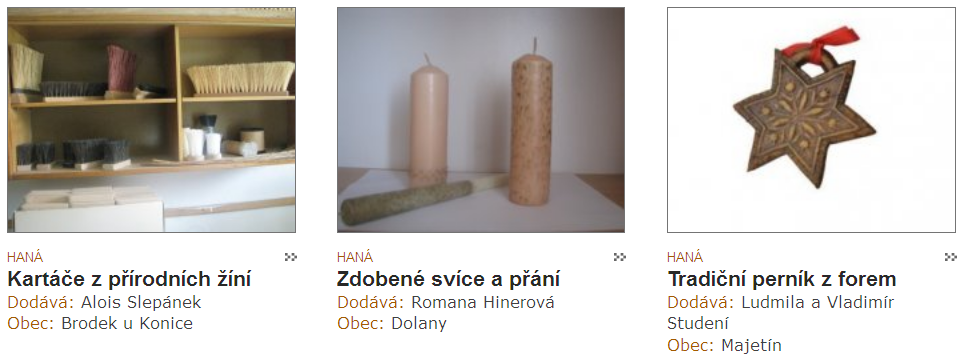 HANÁ
Kartáče z přírodních žíní
Dodává: Alois Slepánek
Obec: Brodek u Konice
HANÁ
Zdobené svíce a přání
Dodává: Romana Hinerová
Obec: Dolany
HANÁ
Tradiční perník z forem
Dodává: Ludmila a Vladimír
Studení
Obec: Majetín